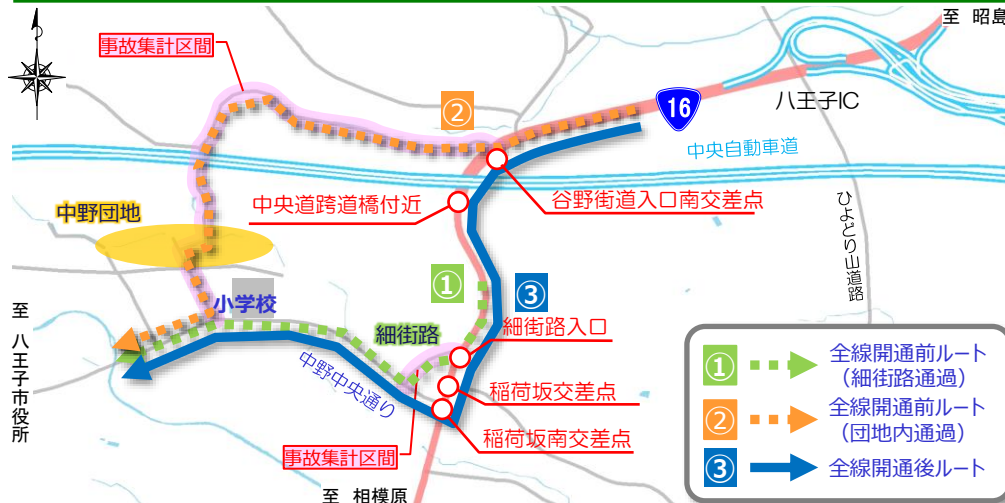 至 昭島
事故集計区間
②
16
八王子IC
中央自動車道
中央道跨道橋付近
谷野街道入口南交差点
中野団地
ひよどり山道路
①
③
小学校
細街路
細街路入口
至 八王子市役所
中野中央通り
稲荷坂交差点
稲荷坂南交差点
事故集計区間
至 相模原
① 全線開通前ルート
（細街路通過）
② 全線開通前ルート
（団地内通過）
③ 全線開通後ルート